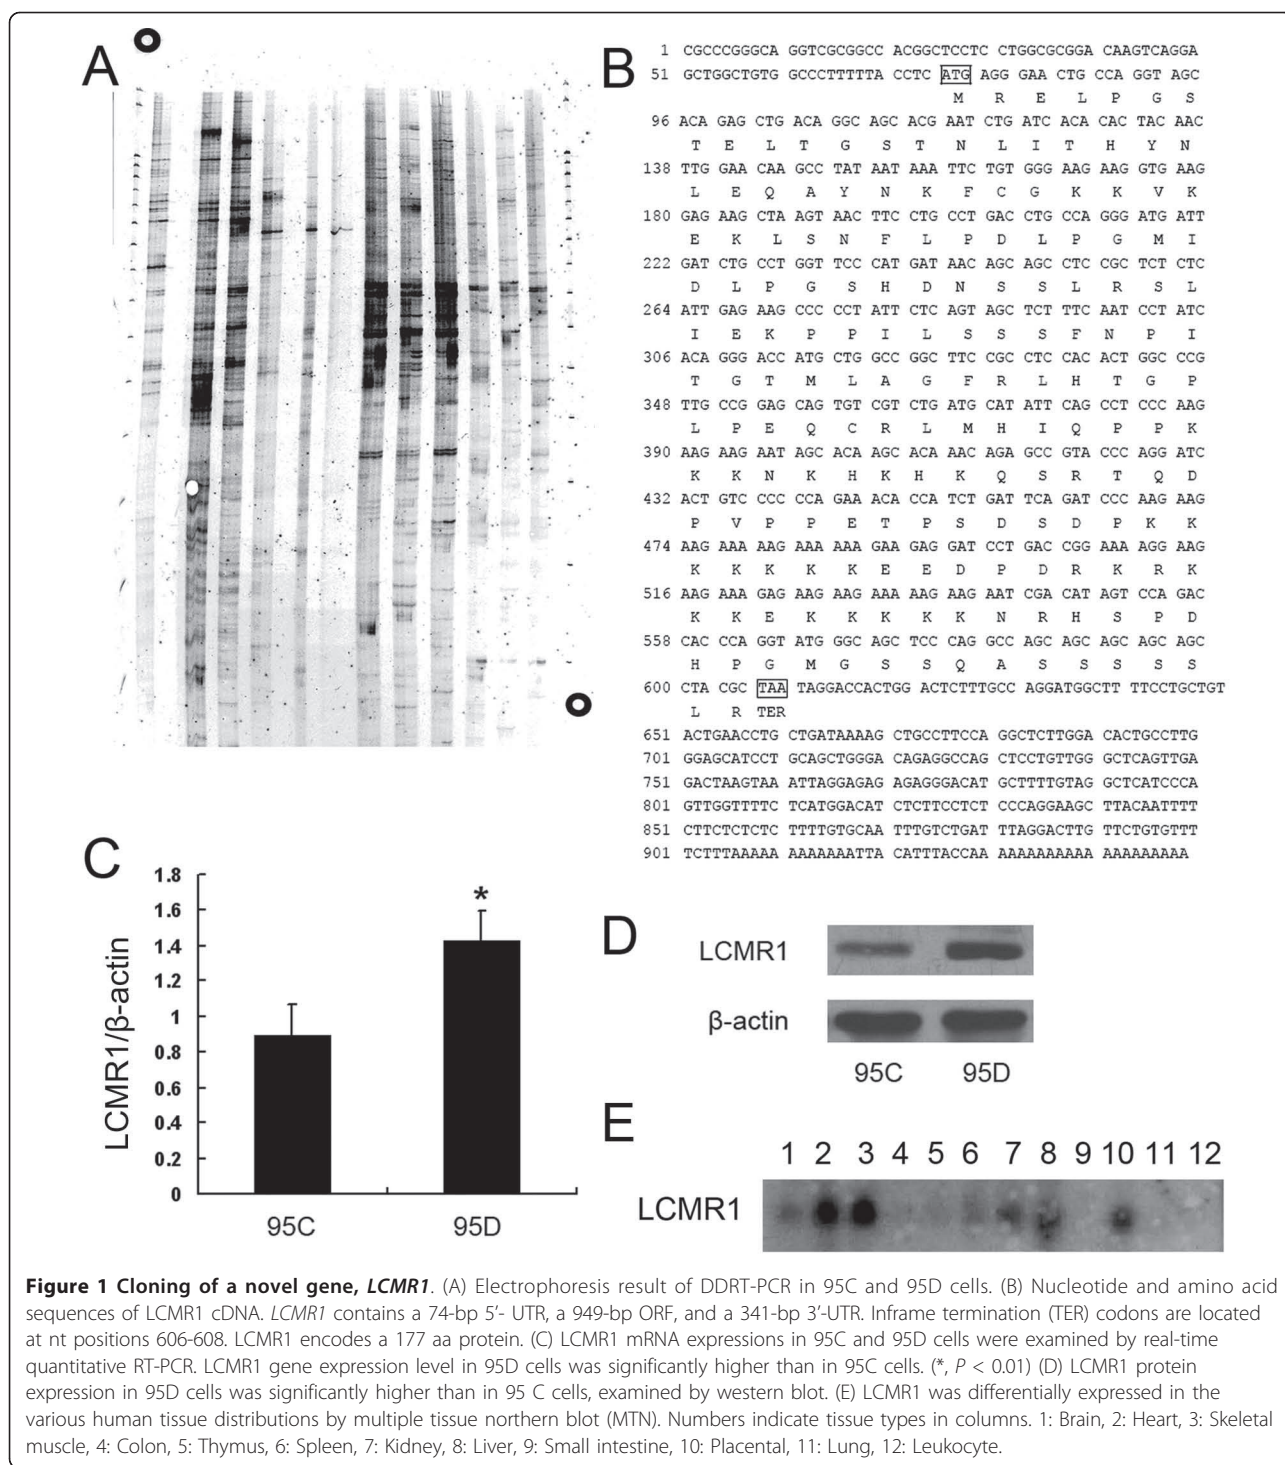 A
B
1 CGCCCGGGCA GGTCGCGGCC ACGGCTCCTC CTGGCGCGGA CAAGTCAGGA
51 GCTGGCTGTG GCCCTTTTTA CCTC ATG AGG GAA CTG CCA GGT AGC
M R E L P G S
96 ACA GAG CTG ACA GGC AGC ACG AAT CTG ATC ACA CAC TAC AAC
T E L T G S T N L I T H Y N
138 TTG GAA CAA GCC TAT AAT AAA TTC TGT GGG AAG AAG GTG AAG
L E Q A Y N K F C G K K V K
180 GAG AAG CTA AGT AAC TTC CTG CCT GAC CTG CCA GGG ATG ATT
E K L S N F L P D L P G M I
222 GAT CTG CCT GGT TCC CAT GAT AAC AGC AGC CTC CGC TCT CTC
D L P G S H D N S S L R S L
264 ATT GAG AAG CCC CCT ATT CTC AGT AGC TCT TTC AAT CCT ATC
I E K P P I L S S S F N P I
306 ACA GGG ACC ATG CTG GCC GGC TTC CGC CTC CAC ACT GGC CCG
T G T M L A G F R L H T G P
348 TTG CCG GAG CAG TGT CGT CTG ATG CAT ATT CAG CCT CCC AAG
L P E Q C R L M H I Q P P K
390 AAG AAG AAT AGC ACA AGC ACA AAC AGA GCC GTA CCC AGG ATC
K K N K H K H K Q S R T Q D
432 ACT GTC CCC CCA GAA ACA CCA TCT GAT TCA GAT CCC AAG AAG
P V P P E T P S D S D P K K
474 AAG AAA AAG AAA AAA GAA GAG GAT CCT GAC CGG AAA AGG AAG
K K K K K E E D P D R K R K
516 AAG AAA GAG AAG AAG AAA AAG AAG AAT CGA CAT AGT CCA GAC
K K E K K K K K N R H S P D
558 CAC CCA GGT ATG GGC AGC TCC CAG GCC AGC AGC AGC AGC AGC
H P G M G S S Q A S S S S S
600 CTA CGC TAA TAGGACCACTGG ACTCTTTGCC AGGATGGCTT TTCCTGCTGT
L R TER
651 ACTGAACCTG CTGATAAAAG CTGCCTTCCA GGCTCTTGGA CACTGCCTTG
701 GGAGCATCCT GCAGCTGGGA CAGAGGCCAG CTCCTGTTGG GCTCAGTTGA
751 GACTAAGTAA ATTAGGAGAG AGAGGGACAT GCTTTTGTAG GCTCATCCCA
801 GTTGGTTTTC TCATGGACAT CTCTTCCTCT CCCAGGAAGC TTACAATTTT
851 CTTCTCTCTC TTTTGTGCAA TTTGTCTGAT TTAGGACTTG TTCTGTGTTT
901 TCTTTAAAAA AAAAAAATTA CATTTACCAA AAAAAAAAAA AAAAAAAAA
C
LCMR1/β-actin
1.8
1.6
1.4
1.2
1
0.8
0.6
0.4
0.2
0
*
95C 95D
D
LCMR1
β-actin
95C 95D
E
1 2 3 4 5 6 7 8 9 10 11 12
LCMR1
Figure 1 Cloning of a novel gene, LCMR1. (A) Electrophoresis result of DDRT-PCR in 95C and 95D cells. (B) Nucleotide and amino acid
sequences of LCMR1 cDNA. LCMR1 contains a 74-bp 5′- UTR, a 949-bp ORF, and a 341-bp 3′-UTR. Inframe termination (TER) codons are located
at nt positions 606-608. LCMR1 encodes a 177 aa protein. (C) LCMR1 mRNA expressions in 95C and 95D cells were examined by real-time
quantitative RT-PCR. LCMR1 gene expression level in 95D cells was significantly higher than in 95C cells. (*, P < 0.01) (D) LCMR1 protein
expression in 95D cells was significantly higher than in 95 C cells, examined by western blot. (E) LCMR1 was differentially expressed in the
various human tissue distributions by multiple tissue northern blot (MTN). Numbers indicate tissue types in columns. 1: Brain, 2: Heart, 3: Skeletal
muscle, 4: Colon, 5: Thymus, 6: Spleen, 7: Kidney, 8: Liver, 9: Small intestine, 10: Placental, 11: Lung, 12: Leukocyte.